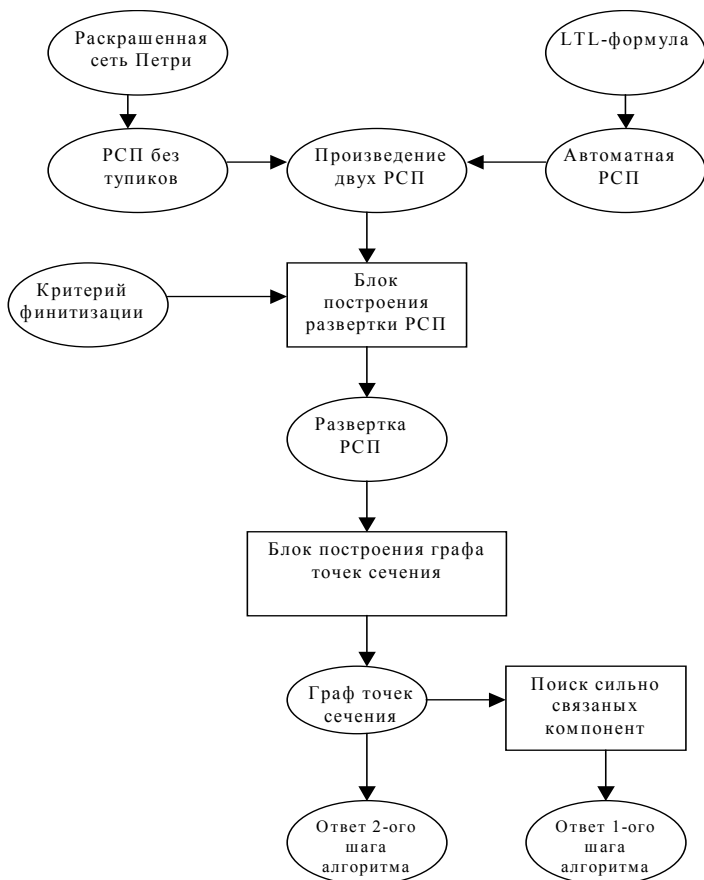 Раскрашенная
сеть Петри
LTL-формула
РСП без
тупиков
Произведение
двух РСП
Автоматная
РСП
Критерий
финитизации
Блок
построения
развертки РСП
Развертка
РСП
Блок построения графа
точек сечения
Граф точек
сечения
Поиск сильно
связаных
компонент
Ответ 2-ого
шага
алгоритма
Ответ 1-ого
шага
алгоритма